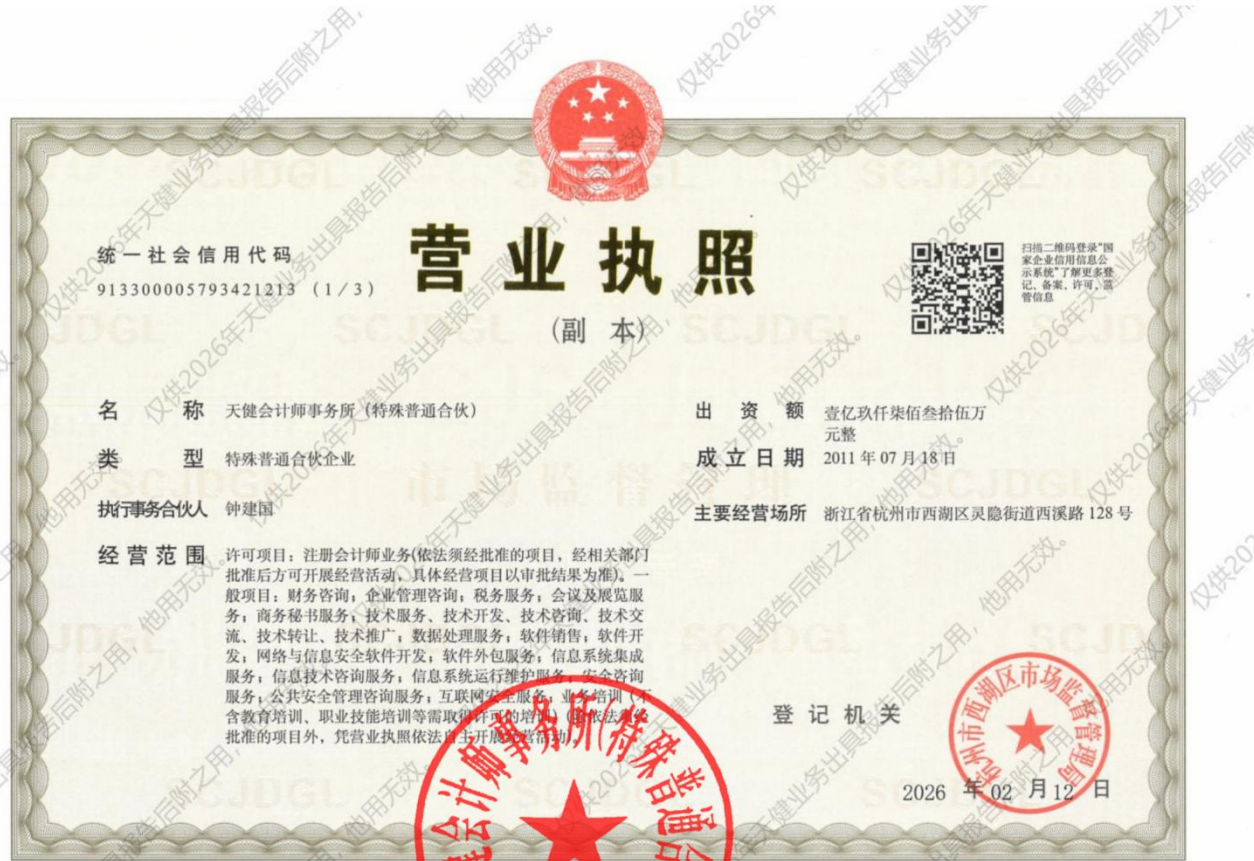 营业执照
(副 本)
统一社会信用代码
913300005793421213 (1/3)
扫描二维码登录“国
家企业信用信息公
示系统”了解更多登
记、备案、许可、监
管信息
名 称 天健会计师事务所（特殊普通合伙）
类 型 特殊普通合伙企业
执行事务合伙人 钟建国
经营范围 许可项目：注册会计师业务(依法须经批准的项目，经相关部门
批准后方可开展经营活动，具体经营项目以审批结果为准)。一
般项目：财务咨询；企业管理咨询；税务服务；会议及展览服
务；商务秘书服务；技术服务、技术开发、技术咨询、技术交
流、技术转让、技术推广；数据处理服务；软件销售；软件开
发；网络与信息安全软件开发；软件外包服务；信息系统集成
服务；信息技术咨询服务；信息系统运行维护服务；安全咨询
服务；公共安全管理咨询服务；互联网安全服务；业务培训（不
含教育培训、职业技能培训等需取得许可的培训）(除依法须经
批准的项目外，凭营业执照依法自主开展经营活动)。
出 资 额 壹亿玖仟柒佰叁拾伍万
元整
成立日期 2011年07月18日
主要经营场所 浙江省杭州市西湖区灵隐街道西溪路128号
登记机关
杭州市西湖区市场监督管理局
2026 年 02 月 12 日
会计师事务所(特殊普通合
仅供2026年天健业务出具报告后附之用，他用无效。
SCJDGL
市场监督管理